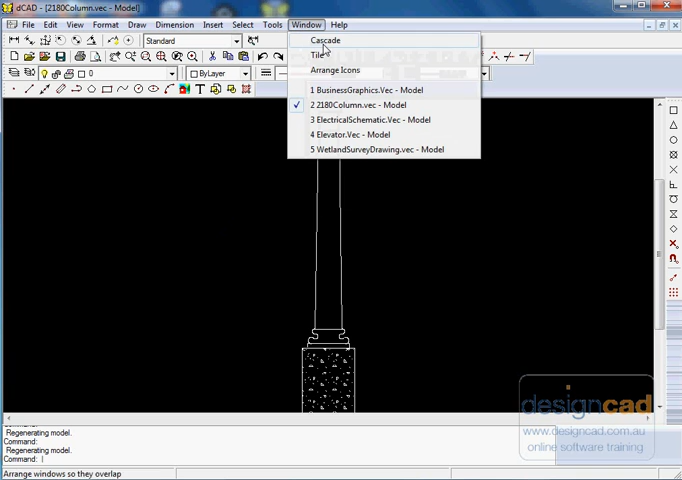 dCAD - [2180Column.vec - Model]
File Edit View Format Draw Dimension Insert Select Tools Window Help
Standard
Cascade
Tile
Arrange Icons
0
ByLayer
1 BusinessGraphics.Vec - Model
2 2180Column.vec - Model
3 ElectricalSchematic.Vec - Model
4 Elevator.Vec - Model
5 WetlandSurveyDrawing.vec - Model
designcad
www.designcad.com.au
online software training
Regenerating model.
Command:
Regenerating model.
Command:
Arrange windows so they overlap